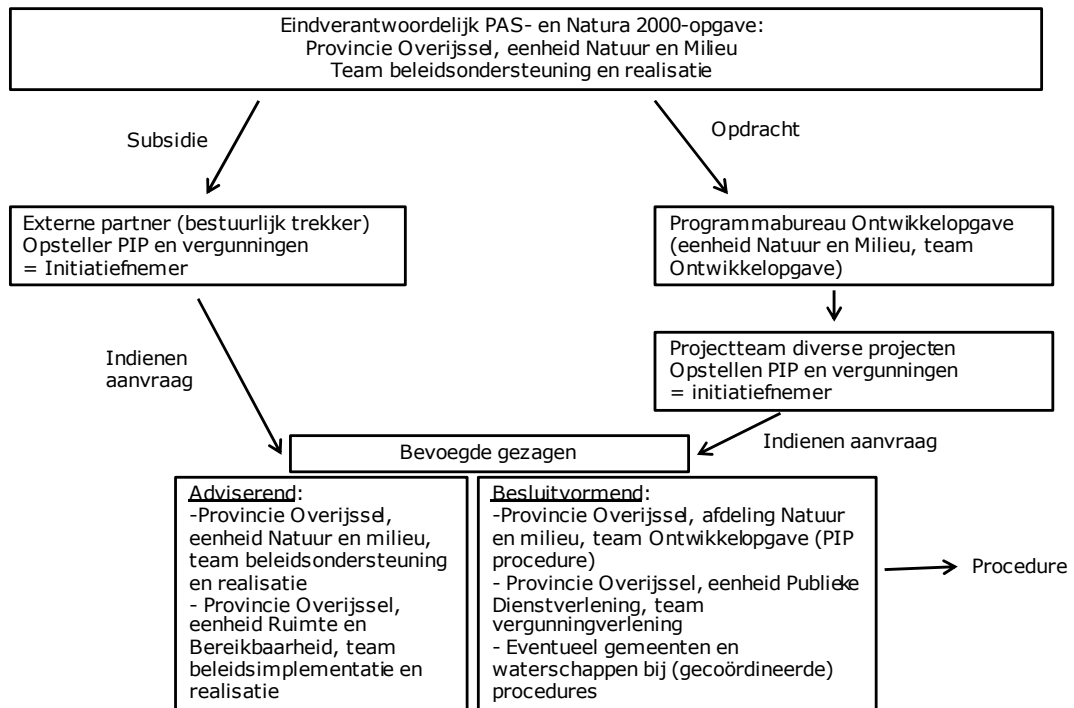 Eindverantwoordelijk PAS- en Natura 2000-opgave:
Provincie Overijssel, eenheid Natuur en Milieu
Team beleidsondersteuning en realisatie
Subsidie
Opdracht
Externe partner (bestuurlijk trekker)
Opsteller PIP en vergunningen
= Initiatiefnemer
Programmabureau Ontwikkelopgave
(eenheid Natuur en Milieu, team
Ontwikkelopgave)
Indienen
aanvraag
Projectteam diverse projecten
Opstellen PIP en vergunningen
= initiatiefnemer
Indienen aanvraag
Bevoegde gezagen
Adviserend:
-Provincie Overijssel,
eenheid Natuur en milieu,
team beleidsondersteuning
en realisatie
- Provincie Overijssel,
eenheid Ruimte en
Bereikbaarheid, team
beleidsimplementatie en
realisatie
Besluitvormend:
-Provincie Overijssel, afdeling Natuur
en milieu, team Ontwikkelopgave (PIP
procedure)
- Provincie Overijssel, eenheid Publieke
Dienstverlening, team
vergunningverlening
- Eventueel gemeenten en
waterschappen bij (gecoördineerde)
procedures
Procedure